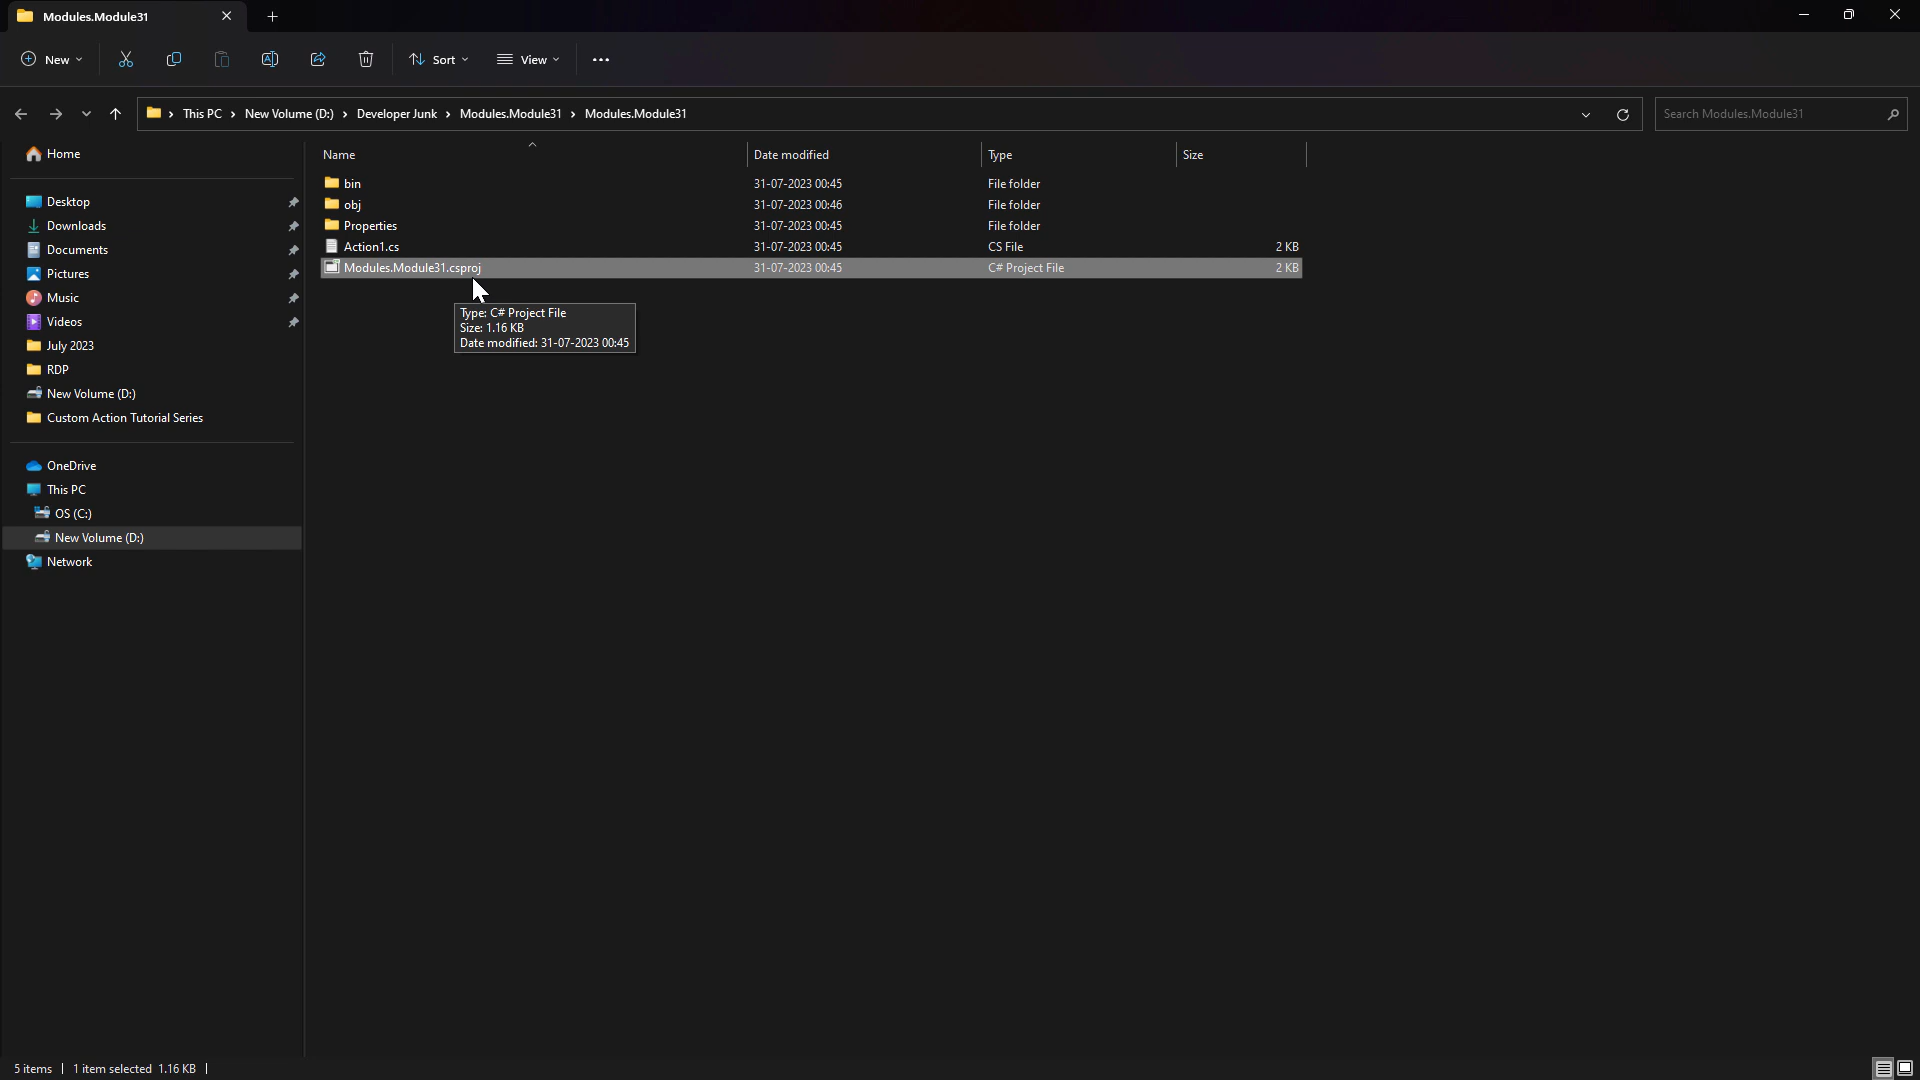 Modules.Module31
New
Sort
View
This PC
New Volume (D:)
Developer Junk
Modules.Module31
Modules.Module31
Search Modules.Module31
Home
Desktop
Downloads
Documents
Pictures
Music
Videos
July 2023
RDP
New Volume (D:)
Custom Action Tutorial Series
OneDrive
This PC
OS (C:)
New Volume (D:)
Network
Name Date modified Type Size
bin 31-07-2023 00:45 File folder
obj 31-07-2023 00:46 File folder
Properties 31-07-2023 00:45 File folder
Action1.cs 31-07-2023 00:45 CS File 2 KB
Modules.Module31.csproj 31-07-2023 00:45 C# Project File 2 KB
Type: C# Project File
Size: 1.16 KB
Date modified: 31-07-2023 00:45
5 items 1 item selected 1.16 KB